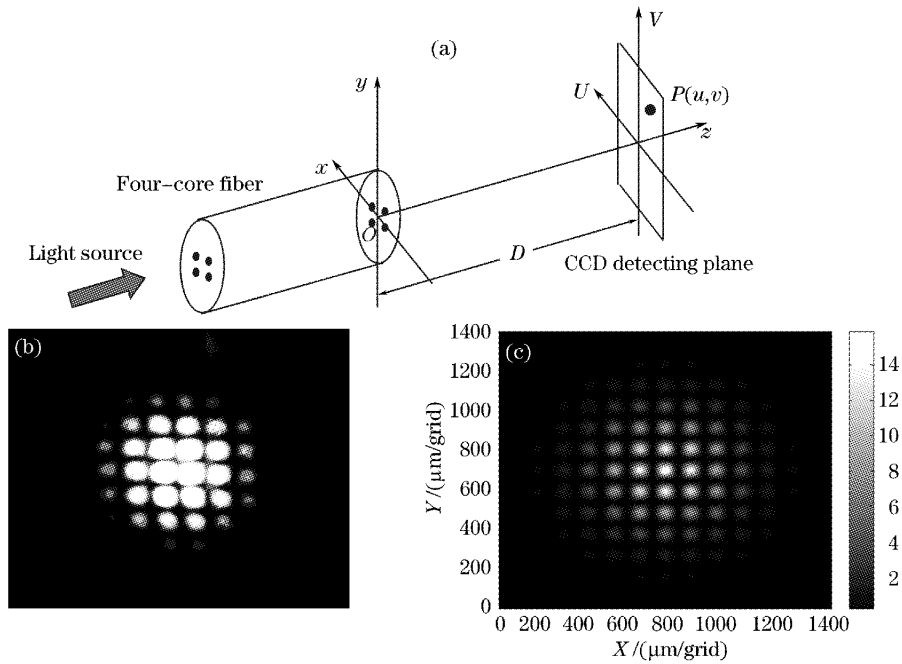 (a)
V
y
U
P(u,v)
z
x
Four-core fiber
O
Light source
D
CCD detecting plane
(b)
(c)
1400
1200
1000
800
600
400
200
0
Y/(μm/grid)
0 200 400 600 800 1000 1200 1400
X/(μm/grid)
14
12
10
8
6
4
2